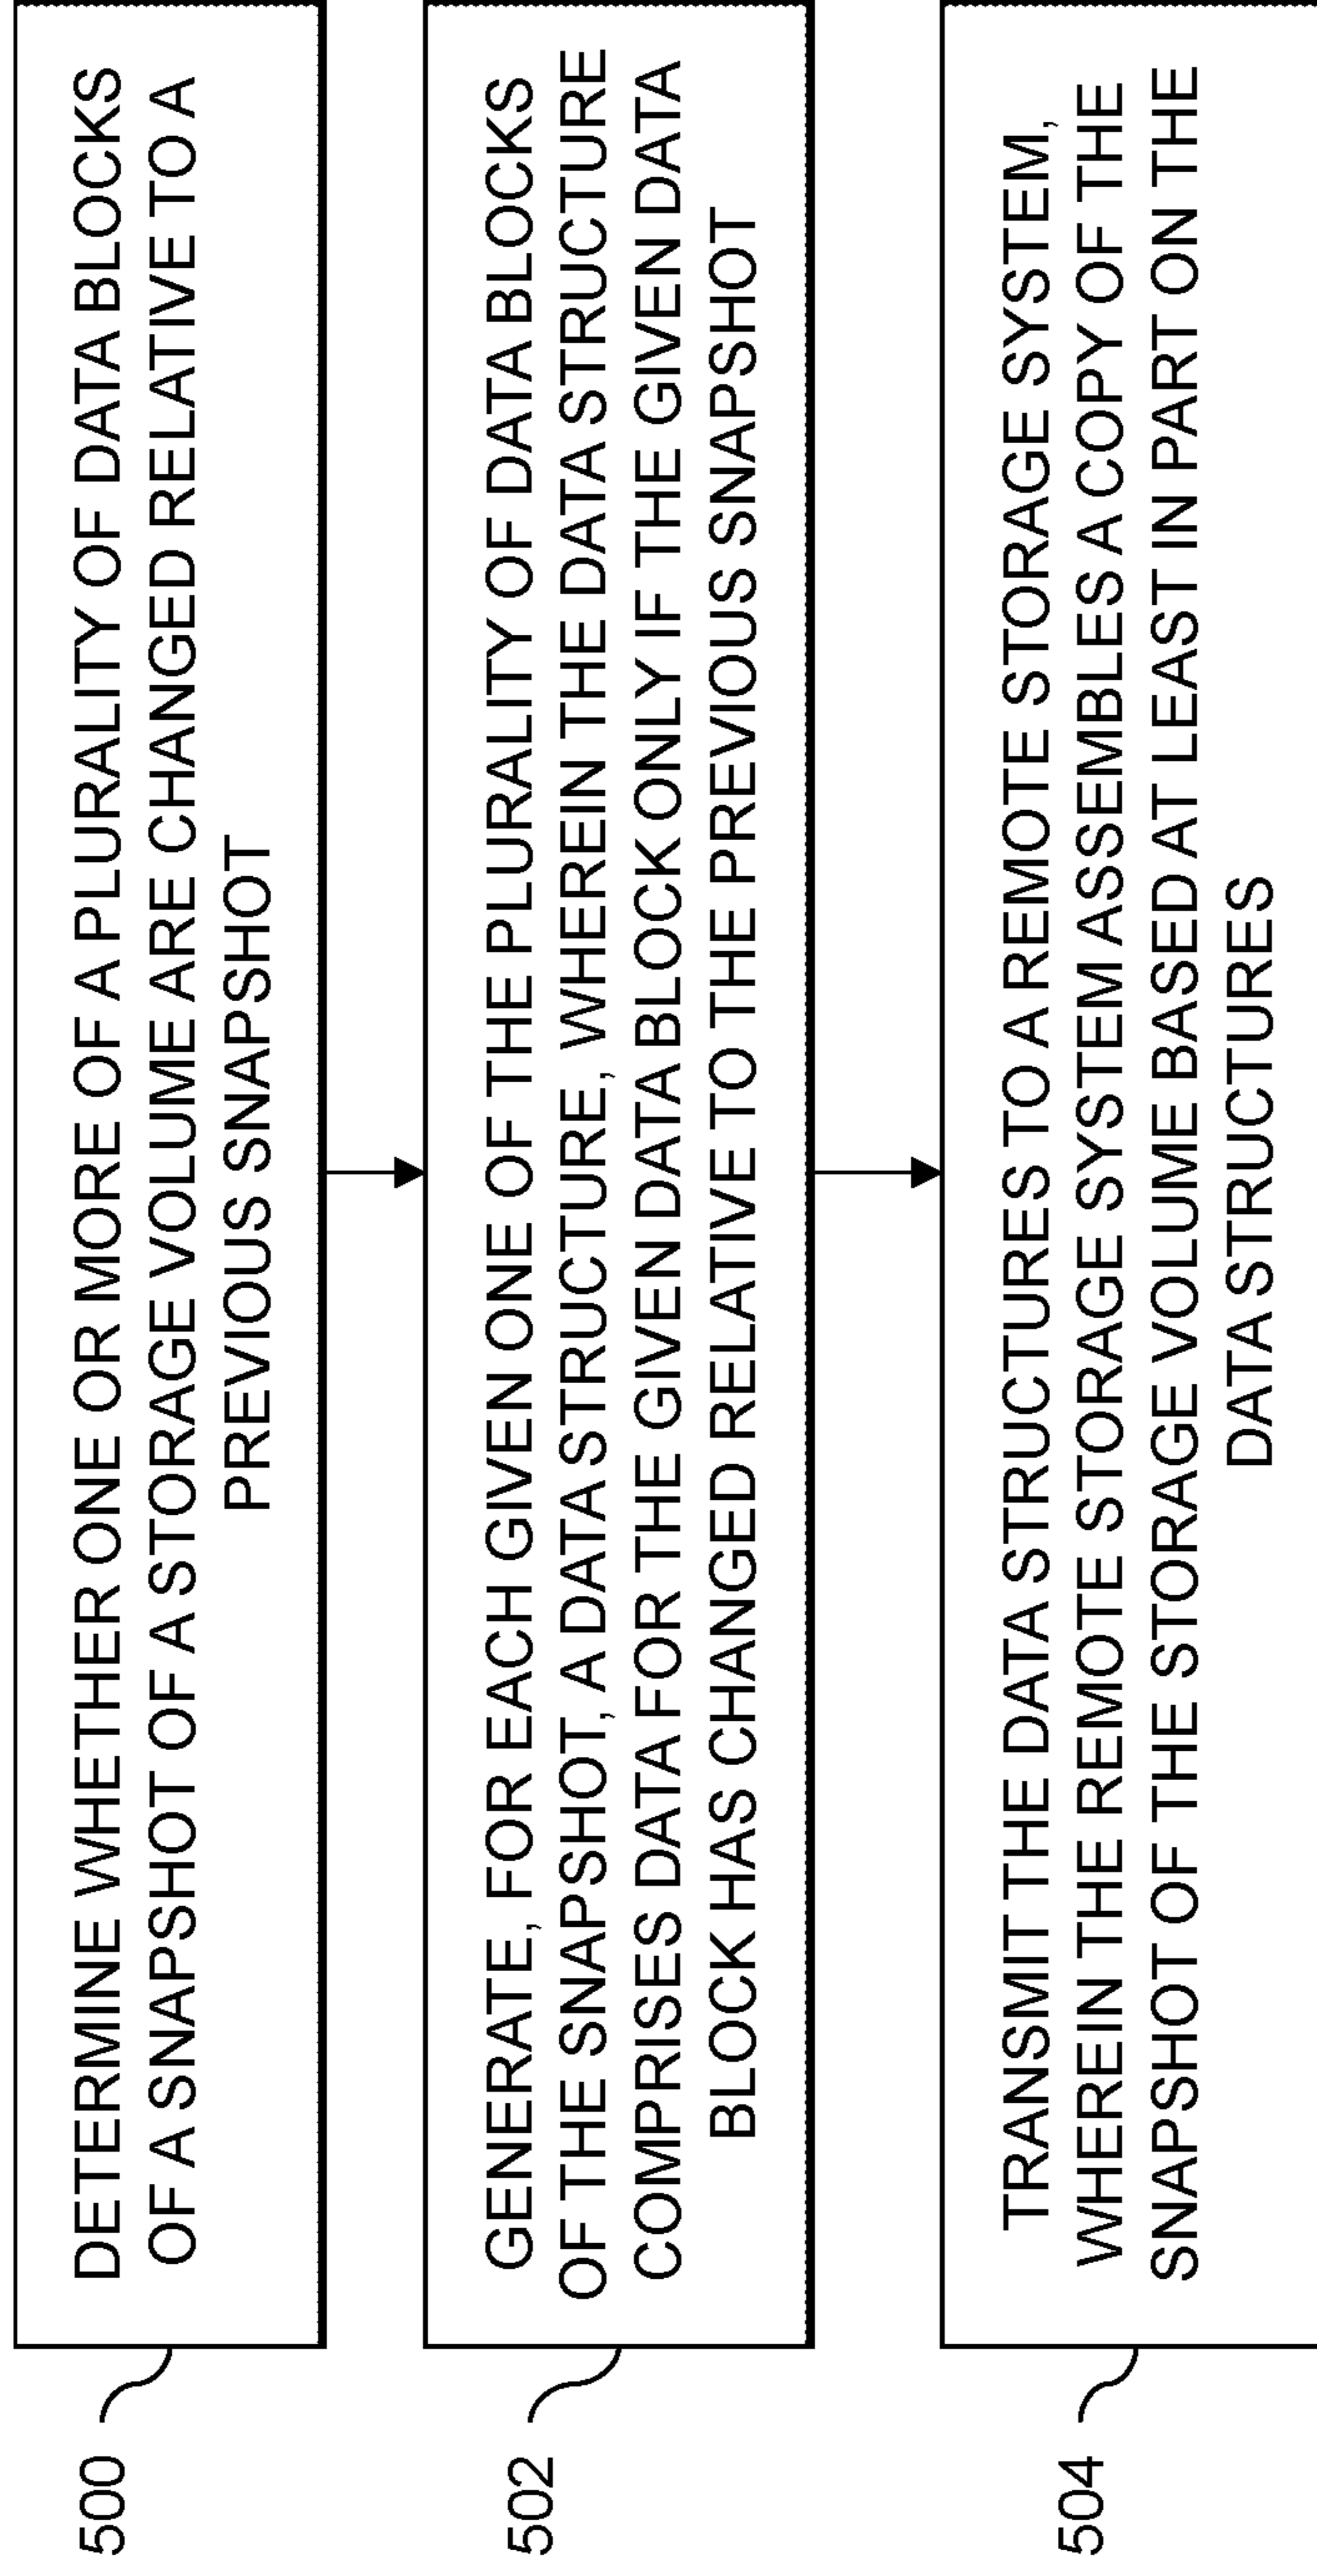 500
DETERMINE WHETHER ONE OR MORE OF A PLURALITY OF DATA BLOCKS
OF A SNAPSHOT OF A STORAGE VOLUME ARE CHANGED RELATIVE TO A
PREVIOUS SNAPSHOT
502
GENERATE, FOR EACH GIVEN ONE OF THE PLURALITY OF DATA BLOCKS
OF THE SNAPSHOT, A DATA STRUCTURE, WHEREIN THE DATA STRUCTURE
COMPRISES DATA FOR THE GIVEN DATA BLOCK ONLY IF THE GIVEN DATA
BLOCK HAS CHANGED RELATIVE TO THE PREVIOUS SNAPSHOT
504
TRANSMIT THE DATA STRUCTURES TO A REMOTE STORAGE SYSTEM,
WHEREIN THE REMOTE STORAGE SYSTEM ASSEMBLES A COPY OF THE
SNAPSHOT OF THE STORAGE VOLUME BASED AT LEAST IN PART ON THE
DATA STRUCTURES